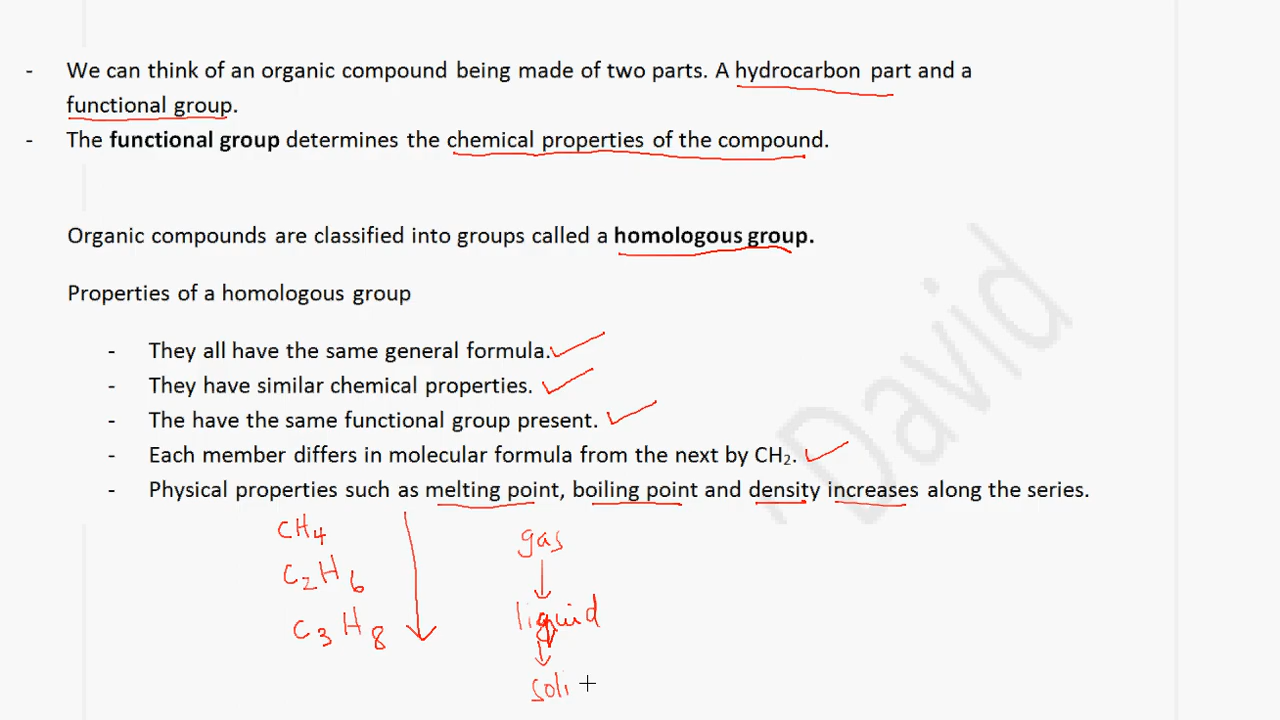 - We can think of an organic compound being made of two parts. A hydrocarbon part and a
functional group.
- The functional group determines the chemical properties of the compound.
Organic compounds are classified into groups called a homologous group.
Properties of a homologous group
- They all have the same general formula.
- They have similar chemical properties.
- The have the same functional group present.
- Each member differs in molecular formula from the next by CH₂.
- Physical properties such as melting point, boiling point and density increases along the series.
CH₄
C₂H₆
C₃H₈
gas
liquid
soli
David